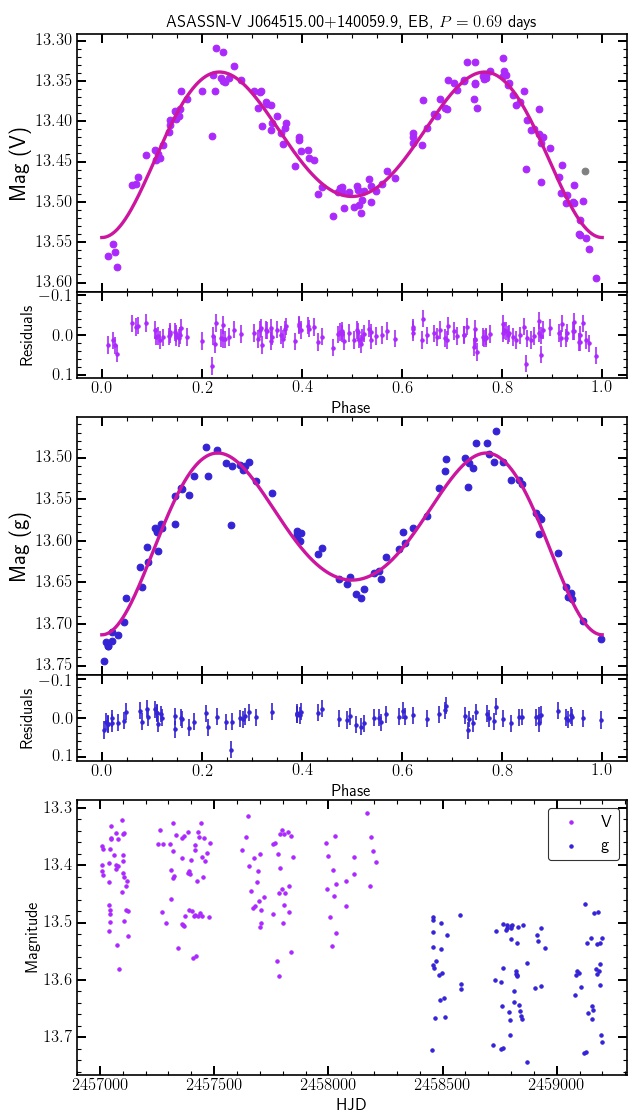 ASASSN-V J064515.00+140059.9, EB, P = 0.69 days
Mag (V)
13.30
13.35
13.40
13.45
13.50
13.55
13.60
Residuals
−0.1
0.0
0.1
0.0 0.2 0.4 0.6 0.8 1.0
Phase
Mag (g)
13.50
13.55
13.60
13.65
13.70
13.75
Residuals
−0.1
0.0
0.1
0.0 0.2 0.4 0.6 0.8 1.0
Phase
Magnitude
13.3
13.4
13.5
13.6
13.7
V
g
2457000 2457500 2458000 2458500 2459000
HJD